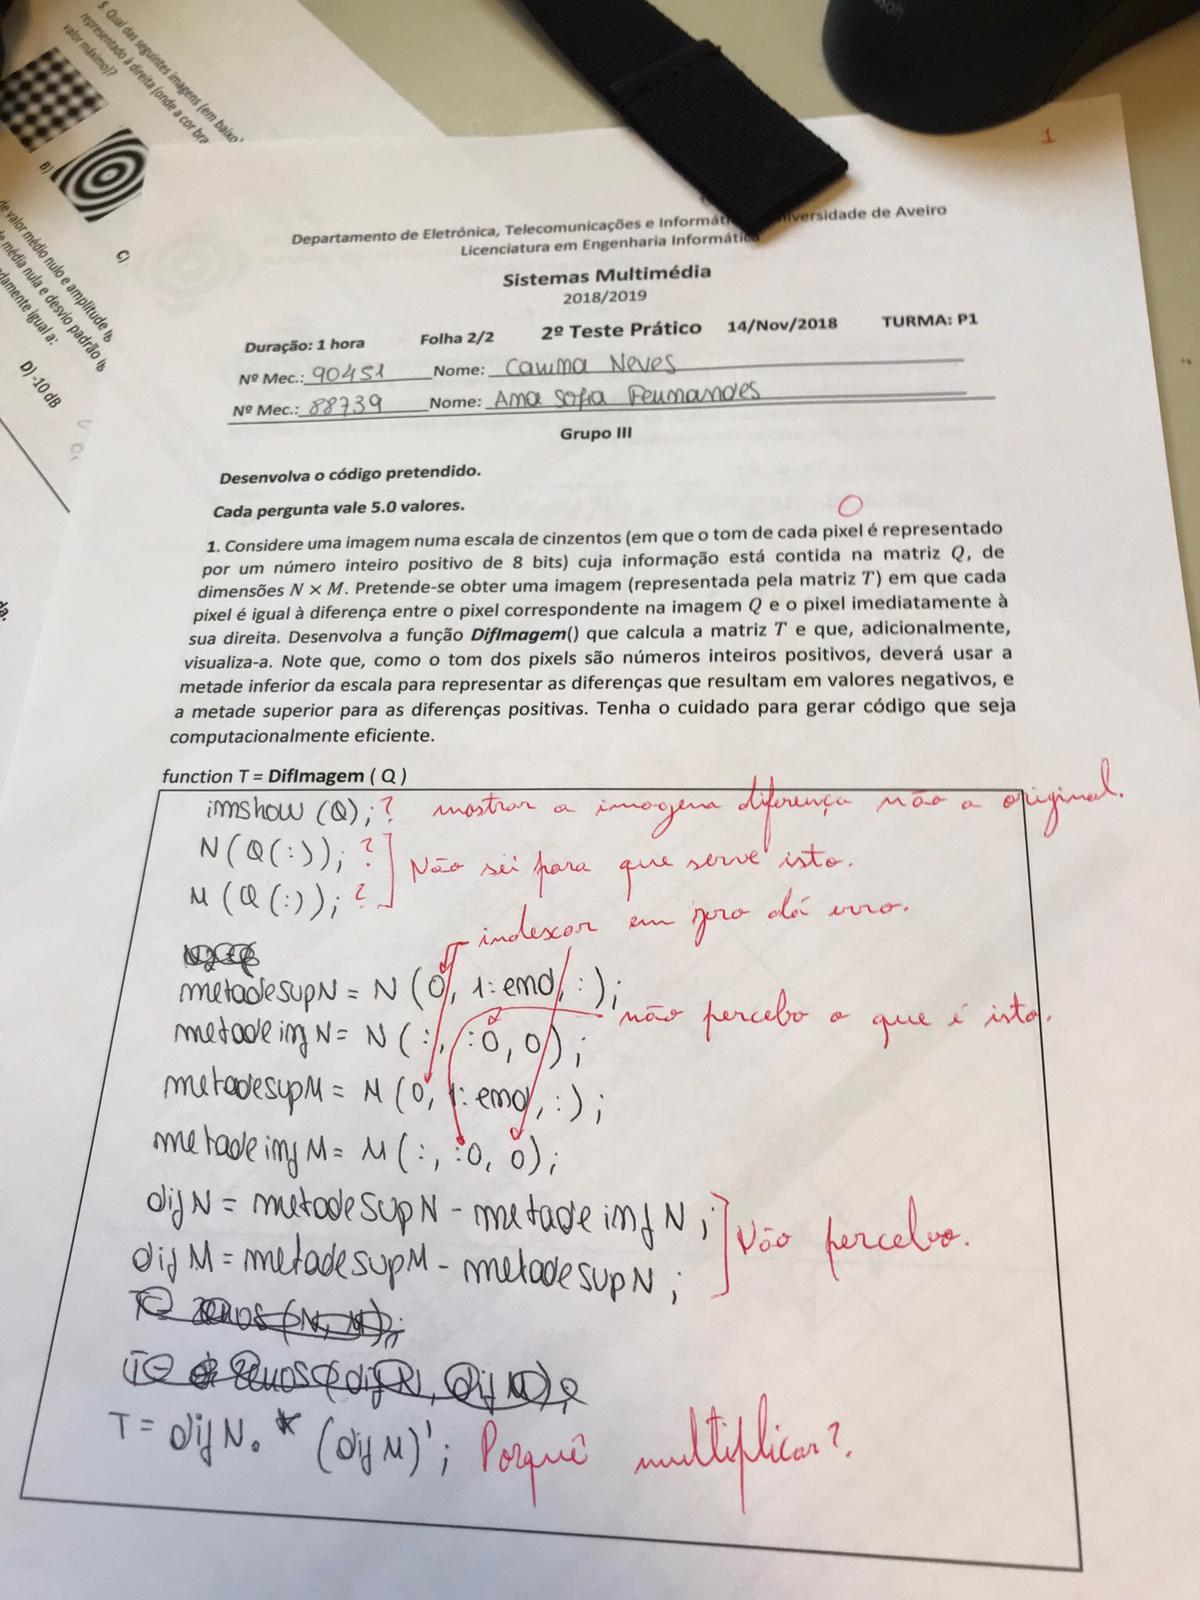 5. Qual das seguintes imagens (em baixo)
representado à direita (onde a cor bra
valor máximo)?
B)
C)
de valor médio nulo e amplitude
média nula e desvio padrão
damente igual a:
D) -10 dB
1
Departamento de Eletrónica, Telecomunicações e Informáti versidade de Aveiro
Licenciatura em Engenharia Informática
Sistemas Multimédia
2018/2019
Duração: 1 hora Folha 2/2 2º Teste Prático 14/Nov/2018 TURMA: P1
Nº Mec.: 90451 Nome: Carina Neves
Nº Mec.: 88739 Nome: Ana Sofia Fernandes
Grupo III
Desenvolva o código pretendido.
Cada pergunta vale 5.0 valores.
0
1. Considere uma imagem numa escala de cinzentos (em que o tom de cada pixel é representado
por um número inteiro positivo de 8 bits) cuja informação está contida na matriz Q, de
dimensões N × M. Pretende-se obter uma imagem (representada pela matriz T) em que cada
pixel é igual à diferença entre o pixel correspondente na imagem Q e o pixel imediatamente à
sua direita. Desenvolva a função DifImagem() que calcula a matriz T e que, adicionalmente,
visualiza-a. Note que, como o tom dos pixels são números inteiros positivos, deverá usar a
metade inferior da escala para representar as diferenças que resultam em valores negativos, e
a metade superior para as diferenças positivas. Tenha o cuidado para gerar código que seja
computacionalmente eficiente.
function T = DifImagem ( Q )
imshow (Q); ? mostrar a imagem diferença não a original.
N(Q(:)); ?
M(Q(:)); ? Não sei para que serve isto.
indexar em zero dá erro.
metadesupN = N (0, 1:end, :);
metadeinfN = N (:, :0, 0); não percebo o que é isto.
metadesupM = M (0, 1:end, :);
metadeinfM = M (:, :0, 0);
difN = metadesupN - metadeinfN;
difM = metadesupM - metadesupN; Não percebo.
T = zeros (N, M);
T = difN.* (difM)'; Porquê multiplicar?